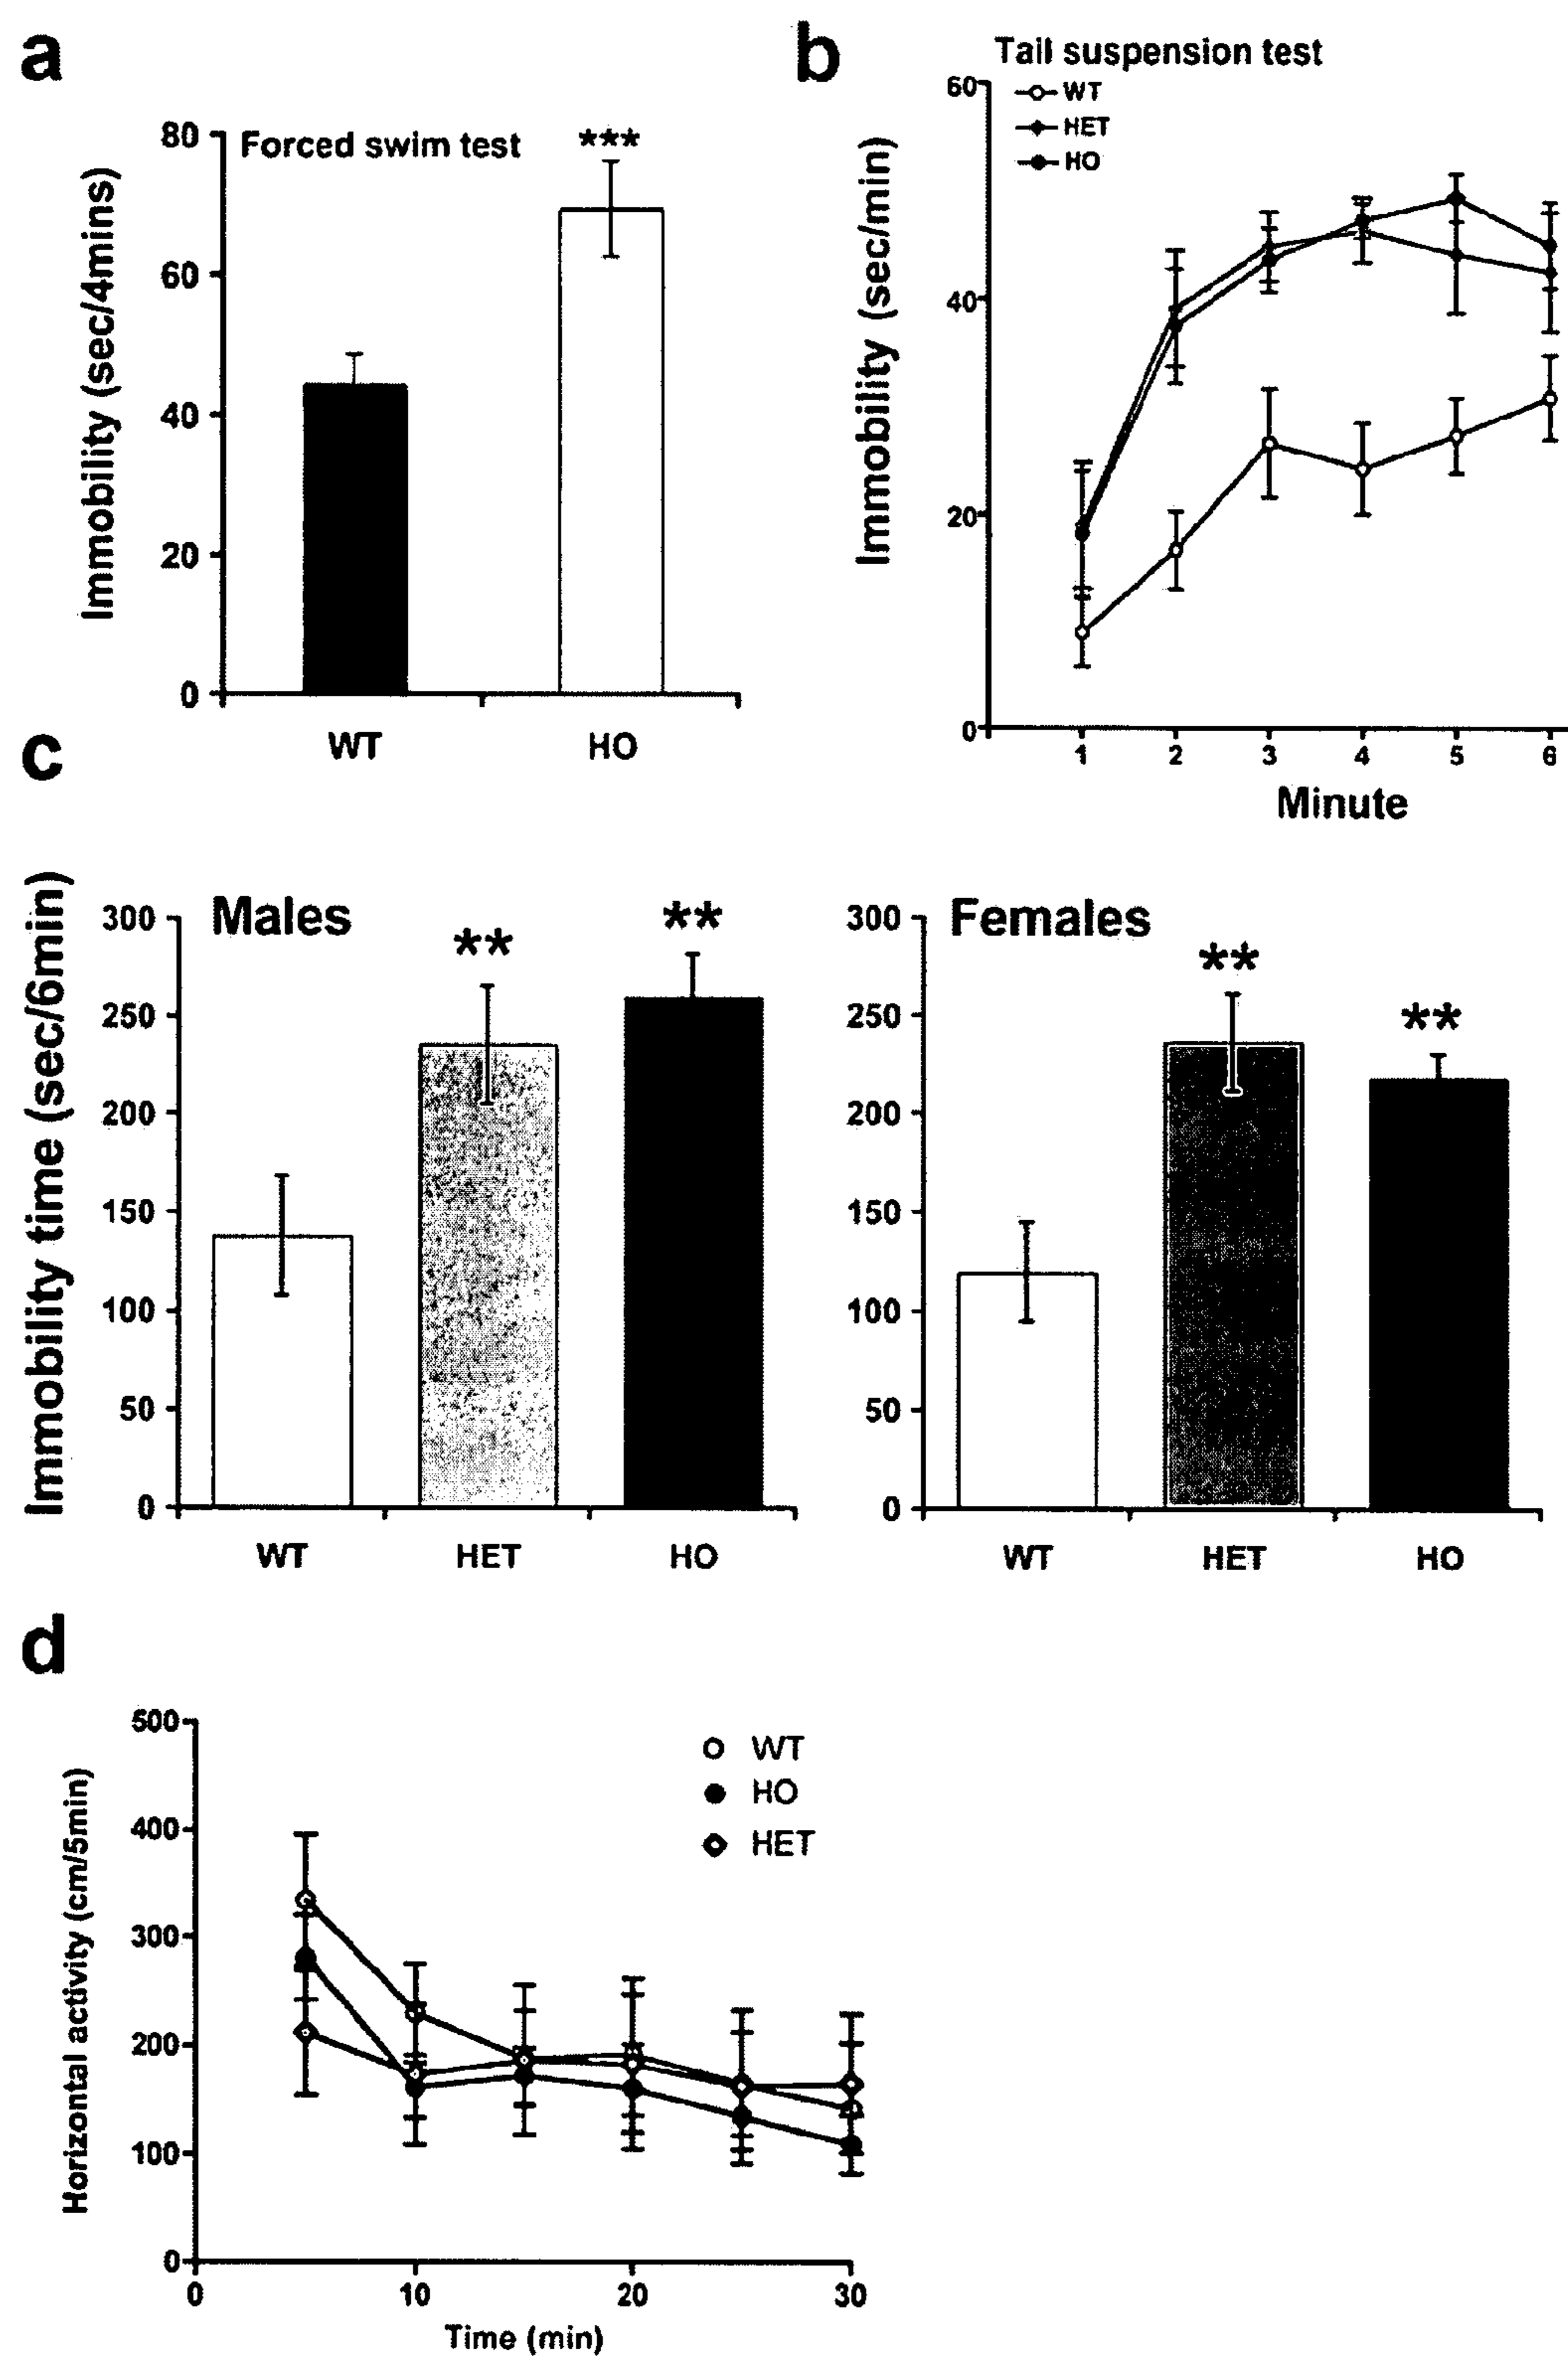 a
Forced swim test
***
Immobility (sec/4mins)
80
60
40
20
0
WT HO
b
Tail suspension test
WT
HET
HO
Immobility (sec/min)
60
40
20
0
1 2 3 4 5 6
Minute
c
Immobility time (sec/6min)
Males
** **
300
250
200
150
100
50
0
WT HET HO
Females
** **
300
250
200
150
100
50
0
WT HET HO
d
Horizontal activity (cm/5min)
500
400
300
200
100
0
WT
HO
HET
0 10 20 30
Time (min)